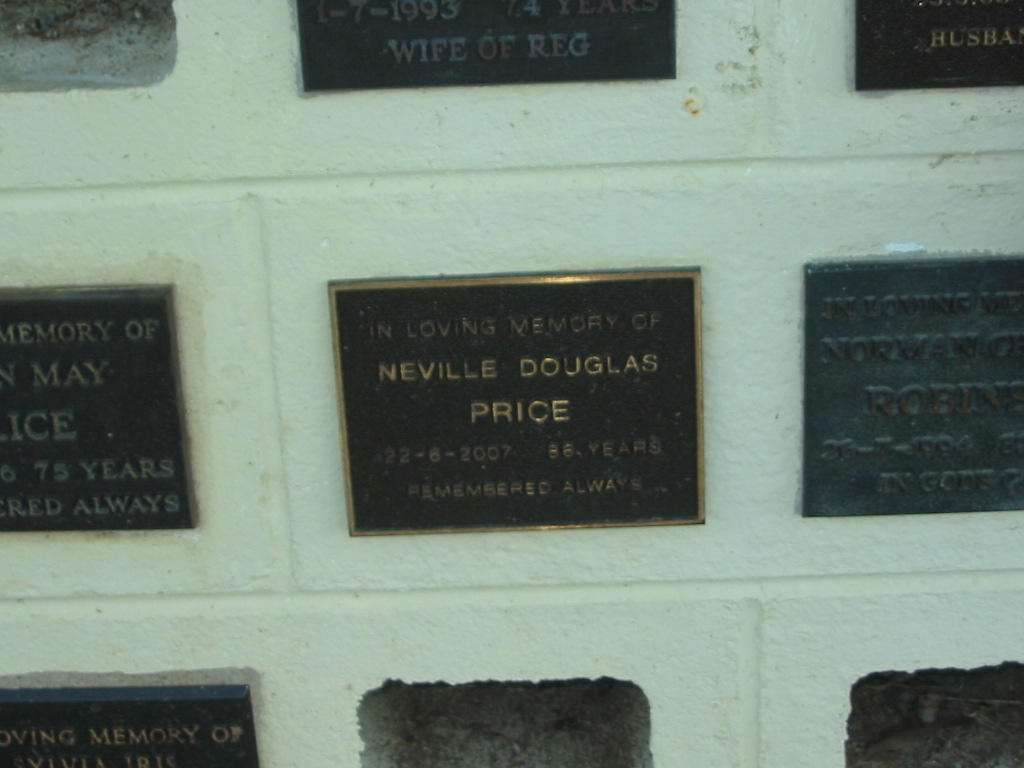 1-7-1993 74 YEARS
WIFE OF REG
HUSBAN
MEMORY OF
N MAY
LICE
6 75 YEARS
ERED ALWAYS
IN LOVING MEMORY OF
NEVILLE DOUGLAS
PRICE
22-6-2007 86 YEARS
REMEMBERED ALWAYS
IN LOVING ME
NORMAN
ROBINS
IN GODS
OVING MEMORY OF
SYLVIA IRIS